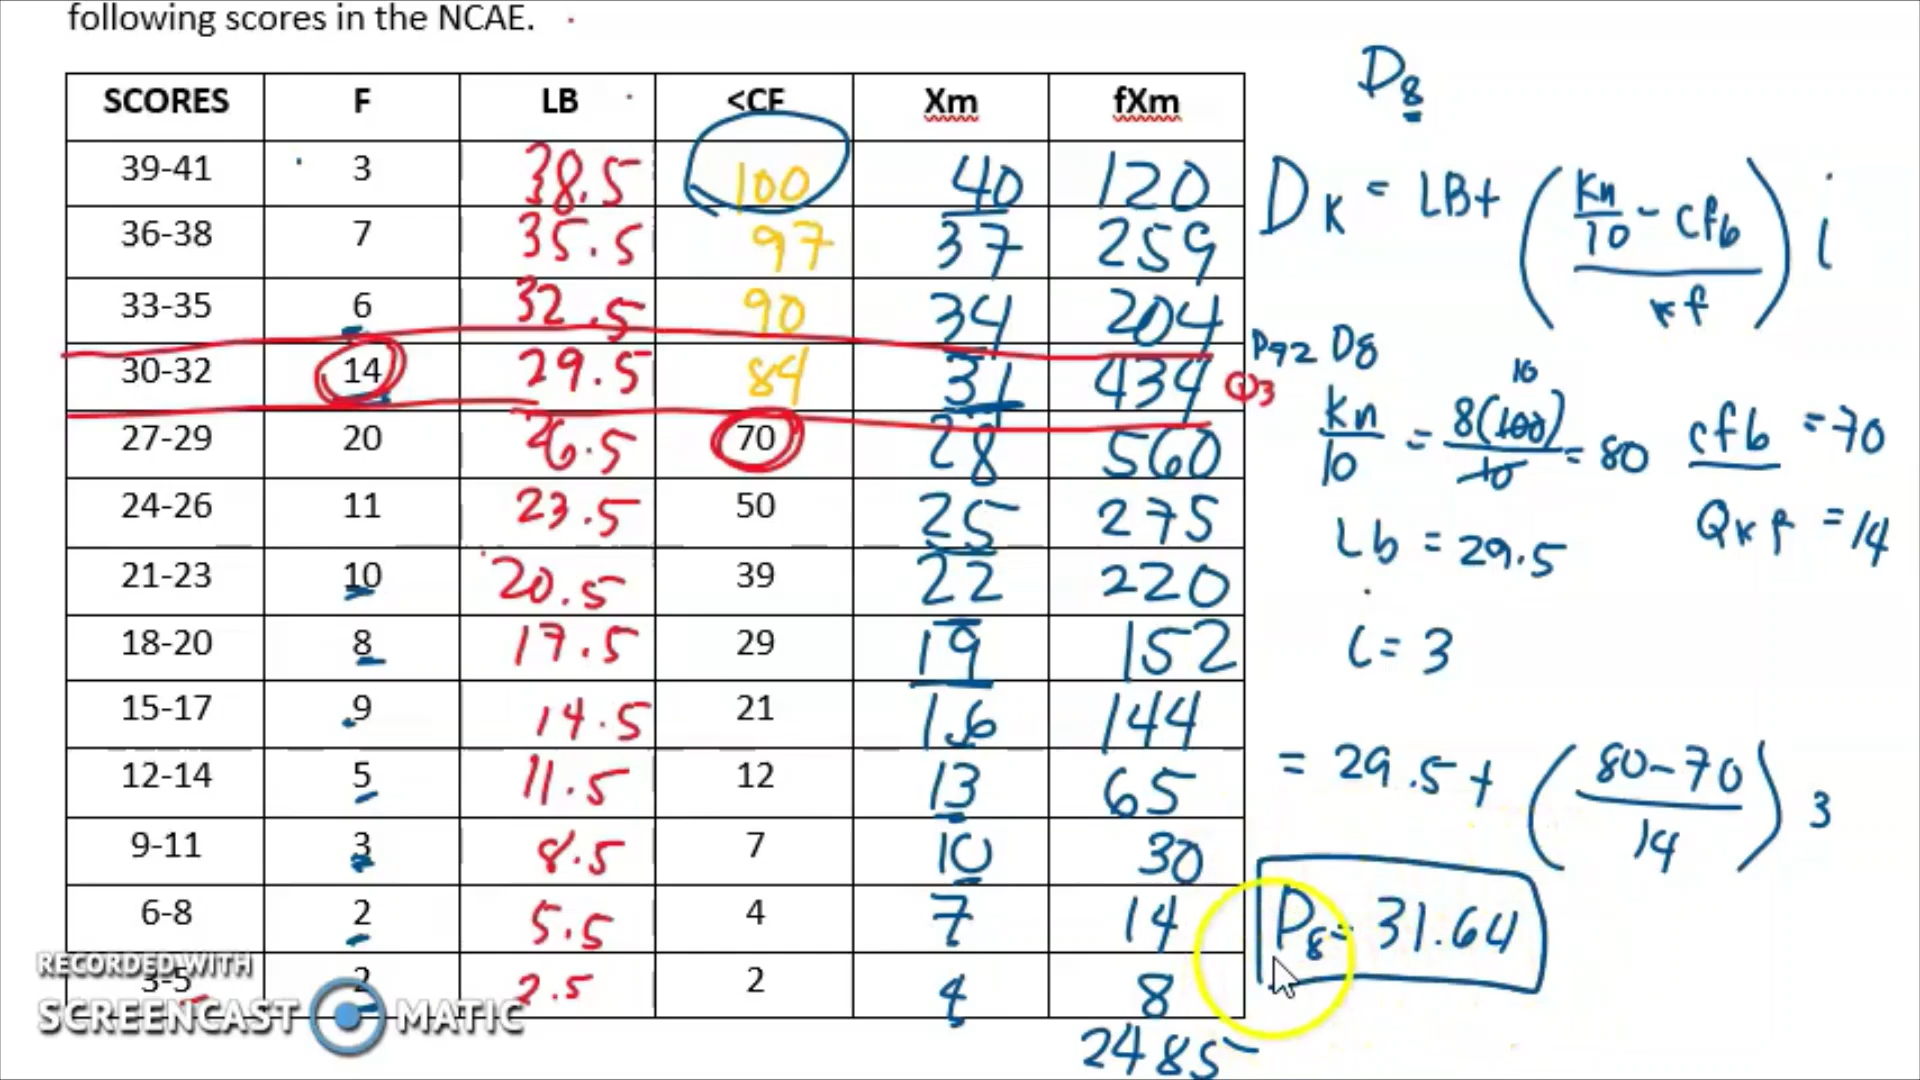 following scores in the NCAE.
SCORES F LB <CF Xm fXm
39-41 3 38.5 100 40 120
36-38 7 35.5 97 37 259
33-35 6 32.5 90 34 204
30-32 14 29.5 84 31 434
27-29 20 26.5 70 28 560
24-26 11 23.5 50 25 275
21-23 10 20.5 39 22 220
18-20 8 17.5 29 19 152
15-17 9 14.5 21 16 144
12-14 5 11.5 12 13 65
9-11 3 8.5 7 10 30
6-8 2 5.5 4 7 14
3-5 2 2.5 2 4 8
2485
D8
DK = LB+ (Kn/10 - cfb / kf) i
P92 D8
Q3
Kn/10 = 8(100)/10 = 80 cfb = 70
10
Lb = 29.5 QKf = 14
i = 3
= 29.5 + (80-70 / 14) 3
P8 = 31.64
RECORDED WITH
SCREENCAST MATIC